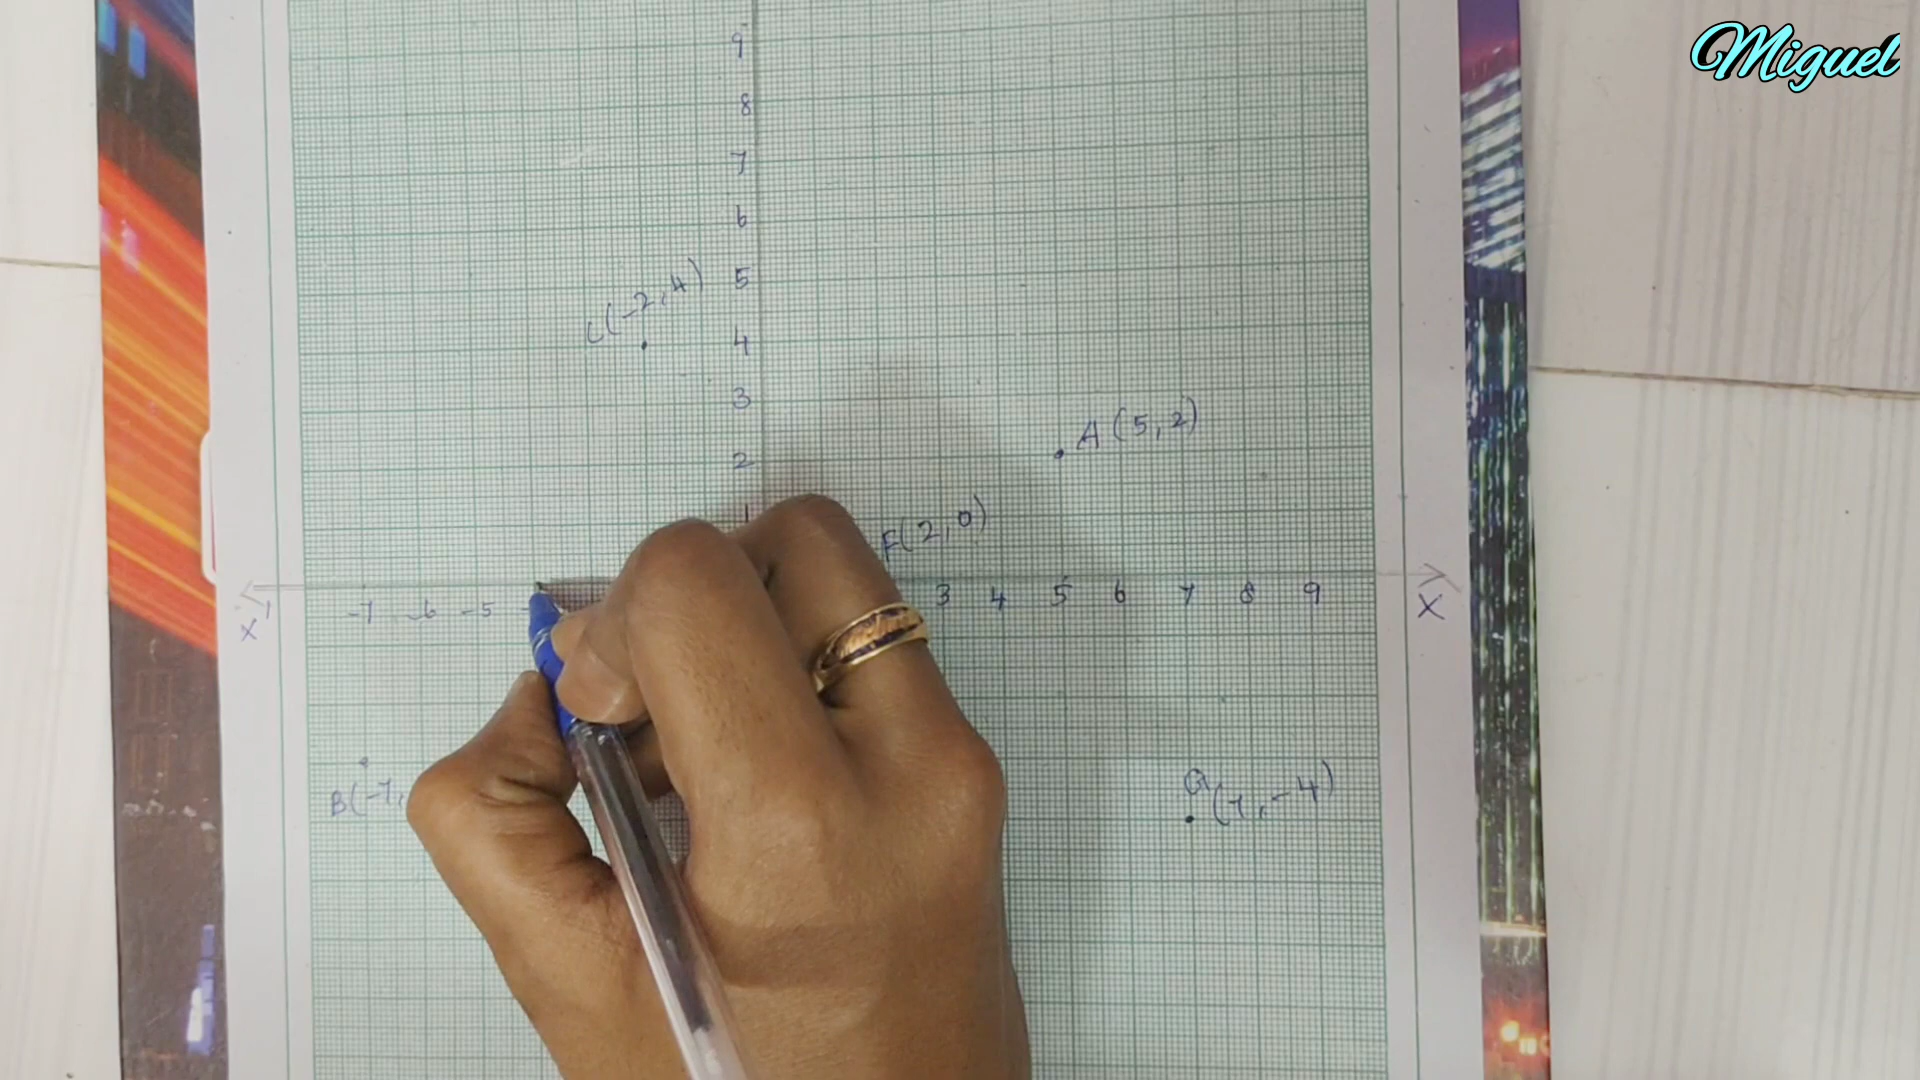 Miguel
9
8
7
6
5
C(-2,4)
4
3
A (5, 2)
2
1
F(2,0)
-7 -6 -5 3 4 5 6 7 8 9
X' X
B(-7,
G(7,-4)